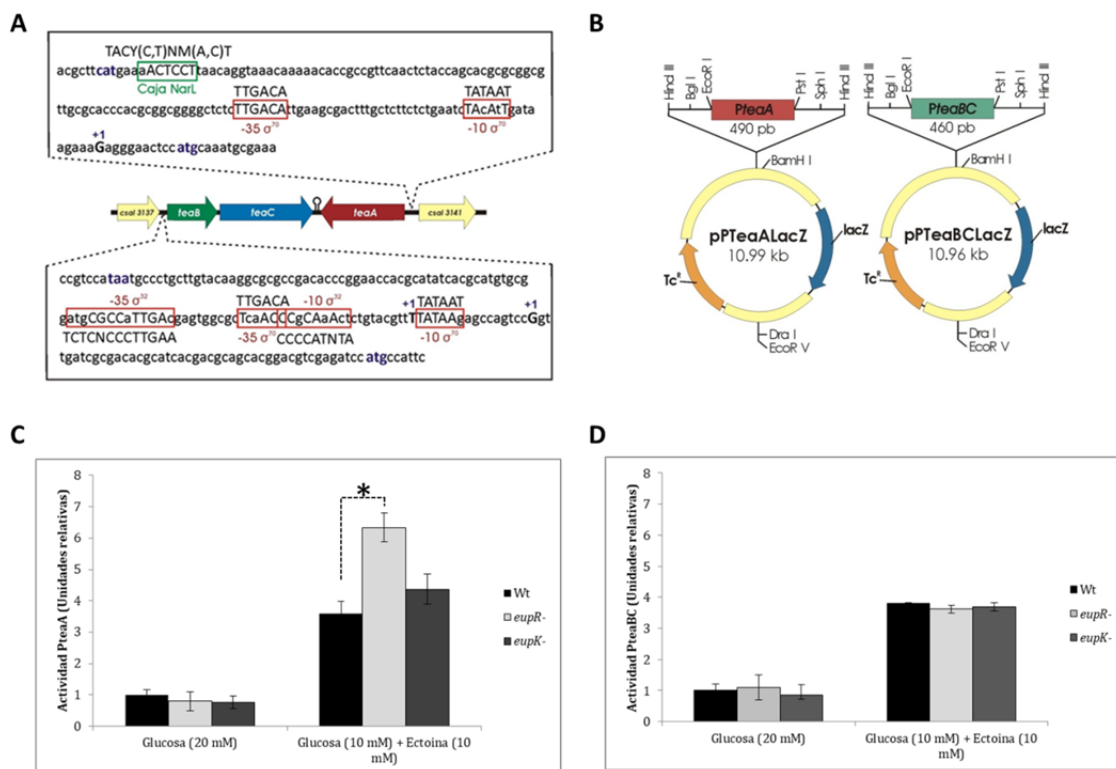 A
TACY(C,T)NM(A,C)T
acgcttcatgaaaACTCCTtaacaggtaaacaaaaacaccgccgttcaactctaccagcacgcgcggcg
Caja NarL
TTGACA TATAAT
ttgcgcacccacgcggcggggctctcTTGACAttgaagcgactttgctcttctctgaatcTAcAtTgata
-35 σ70 -10 σ70
+1
agaaaGagggaactcc atgcaaatgcgaaa
csal 3137 teaB teaC teaA csal 3141
ccgtccataatgccctgcttgtacaaggcgcgccgacacccggaaccacgcatatcacgcatgtgcg
-35 σ32 TTGACA -10 σ32 +1 TATAAT +1
gatgCGCCaTTGACgagtggcgcTcaACCCgCAaActctgtacgttTTATAAgagccagtccGgt
TCTCNCCCTTGAA -35 σ70 CCCCATNTA -10 σ70
tgatcgcgacacgcatcacgacgcagcacggacgtcgagatcc atgccattc
B
Hind III Bgl I EcoR I PteaA Pst I Sph I Hind III
490 pb
BamH I
pPTeaALacZ
10.99 kb
lacZ
TcR
Dra I
EcoR V
Hind III Bgl I EcoR I PteaBC Pst I Sph I Hind III
460 pb
BamH I
pPTeaBCLacZ
10.96 kb
lacZ
TcR
Dra I
EcoR V
C
Actividad PteaA (Unidades relativas)
8
7
6
5
4
3
2
1
0
*
Glucosa (20 mM)
Glucosa (10 mM) + Ectoina (10
mM)
Wt
eupR-
eupK-
D
Actividad PteaBC (Unidades relativas)
8
7
6
5
4
3
2
1
0
Glucosa (20 mM)
Glucosa (10 mM) + Ectoina (10
mM)
Wt
eupR-
eupK-